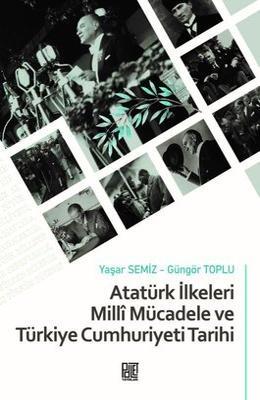 Yaşar SEMİZ - Güngör TOPLU
Atatürk İlkeleri
Millî Mücadele ve
Türkiye Cumhuriyeti Tarihi